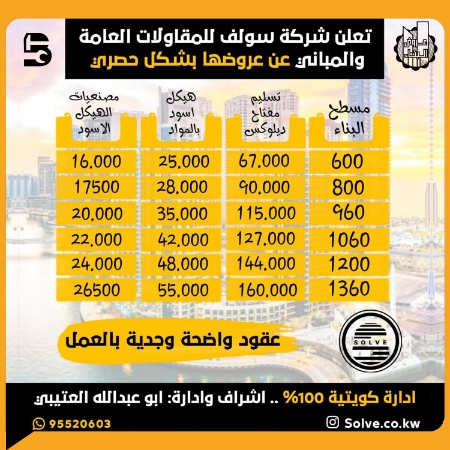 تعلن شركة سولف للمقاولات العامة
والمباني عن عروضها بشكل حصري
مسطح البناء | تسليم مفتاح ديلوكس | هيكل اسود بالمواد | مصنعيات الهيكل الاسود
600 | 67.000 | 25.000 | 16.000
800 | 90.000 | 28.000 | 17500
960 | 115.000 | 35.000 | 20,000
1060 | 127.000 | 42.000 | 22,000
1200 | 144.000 | 48.000 | 24.000
1360 | 160,000 | 55,000 | 26500
عقود واضحة وجدية بالعمل
SOLVE
ادارة كويتية 100% .. اشراف وادارة: ابو عبدالله العتيبي
Solve.co.kw
95520603